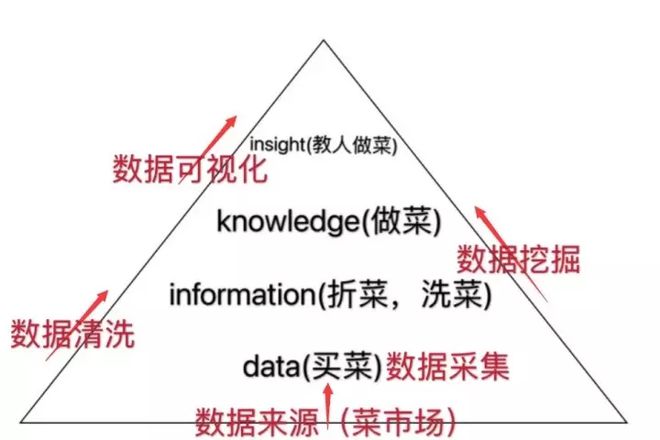 insight(教人做菜)
数据可视化
knowledge(做菜)
数据挖掘
information(折菜，洗菜)
数据清洗
data(买菜)数据采集
数据来源（菜市场）